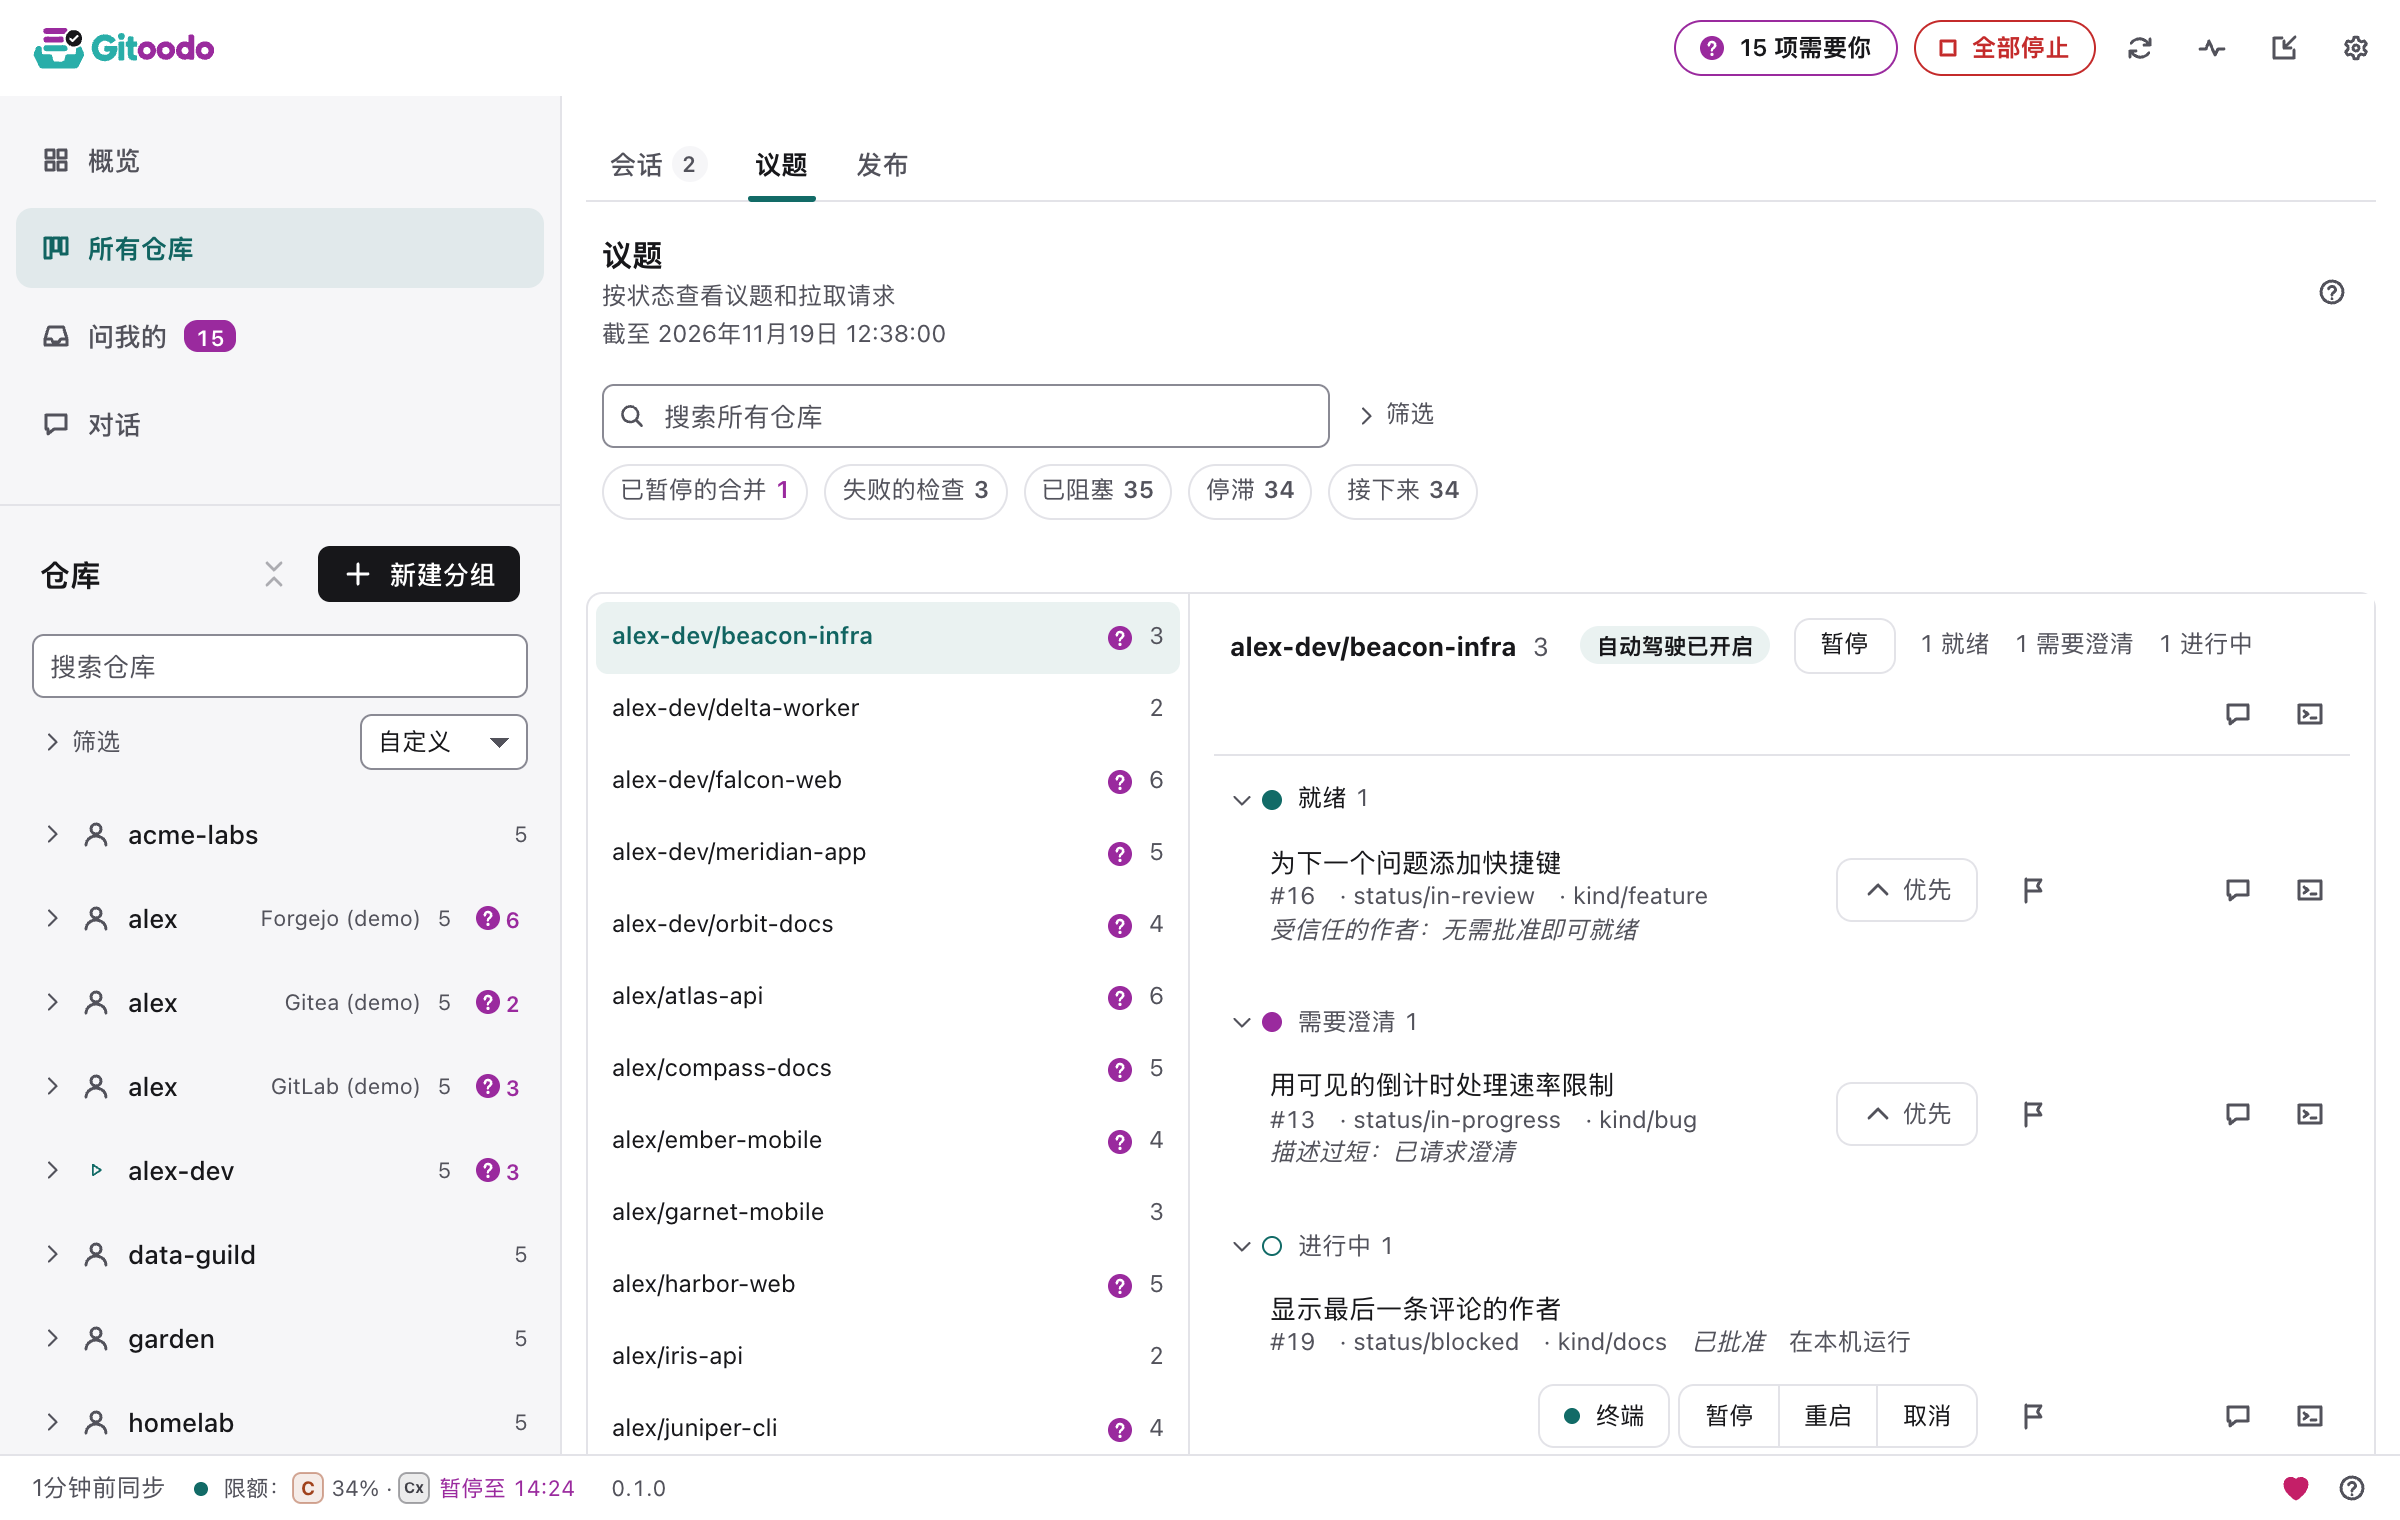 Gitoodo
15 项需要你
全部停止
概览
所有仓库
问我的 15
对话
仓库
新建分组
搜索仓库
筛选
自定义
acme-labs 5
alex Forgejo (demo) 5 ? 6
alex Gitea (demo) 5 ? 2
alex GitLab (demo) 5 ? 3
alex-dev 5 ? 3
data-guild 5
garden 5
homelab 5
会话 2
议题
发布
议题
按状态查看议题和拉取请求
截至 2026年11月19日 12:38:00
搜索所有仓库
筛选
已暂停的合并 1
失败的检查 3
已阻塞 35
停滞 34
接下来 34
alex-dev/beacon-infra ? 3
alex-dev/delta-worker 2
alex-dev/falcon-web ? 6
alex-dev/meridian-app ? 5
alex-dev/orbit-docs ? 4
alex/atlas-api ? 6
alex/compass-docs ? 5
alex/ember-mobile ? 4
alex/garnet-mobile 3
alex/harbor-web ? 5
alex/iris-api 2
alex/juniper-cli ? 4
alex-dev/beacon-infra 3 自动驾驶已开启 暂停 1 就绪 1 需要澄清 1 进行中
就绪 1
为下一个问题添加快捷键
#16 · status/in-review · kind/feature
受信任的作者：无需批准即可就绪
优先
需要澄清 1
用可见的倒计时处理速率限制
#13 · status/in-progress · kind/bug
描述过短：已请求澄清
优先
进行中 1
显示最后一条评论的作者
#19 · status/blocked · kind/docs 已批准 在本机运行
终端 暂停 重启 取消
1分钟前同步 限额： C 34% · Cx 暂停至 14:24 0.1.0